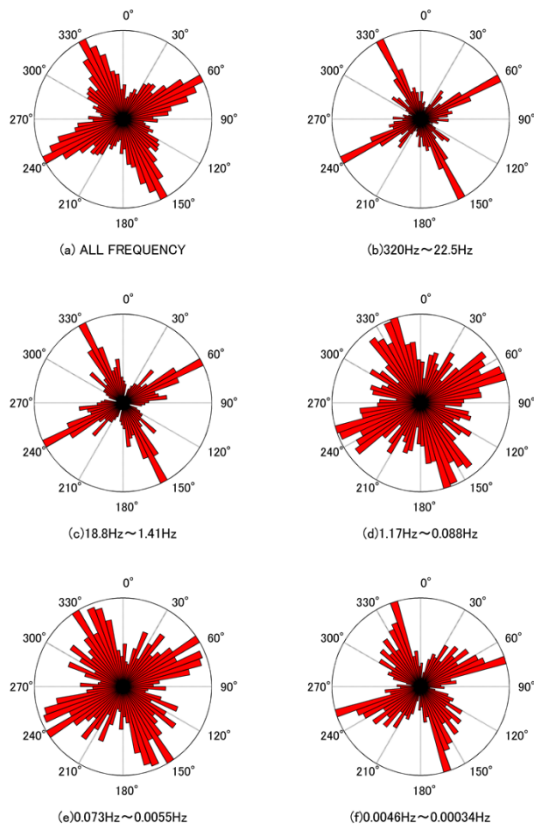 0° 0°
330° 30° 330° 30°
300° 60° 300° 60°
270° 90° 270° 90°
240° 120° 240° 120°
210° 150° 210° 150°
180° 180°
(a) ALL FREQUENCY (b)320Hz～22.5Hz
0° 0°
330° 30° 330° 30°
300° 60° 300° 60°
270° 90° 270° 90°
240° 120° 240° 120°
210° 150° 210° 150°
180° 180°
(c)18.8Hz～1.41Hz (d)1.17Hz～0.088Hz
0° 0°
330° 30° 330° 30°
300° 60° 300° 60°
270° 90° 270° 90°
240° 120° 240° 120°
210° 150° 210° 150°
180° 180°
(e)0.073Hz～0.0055Hz (f)0.0046Hz～0.00034Hz